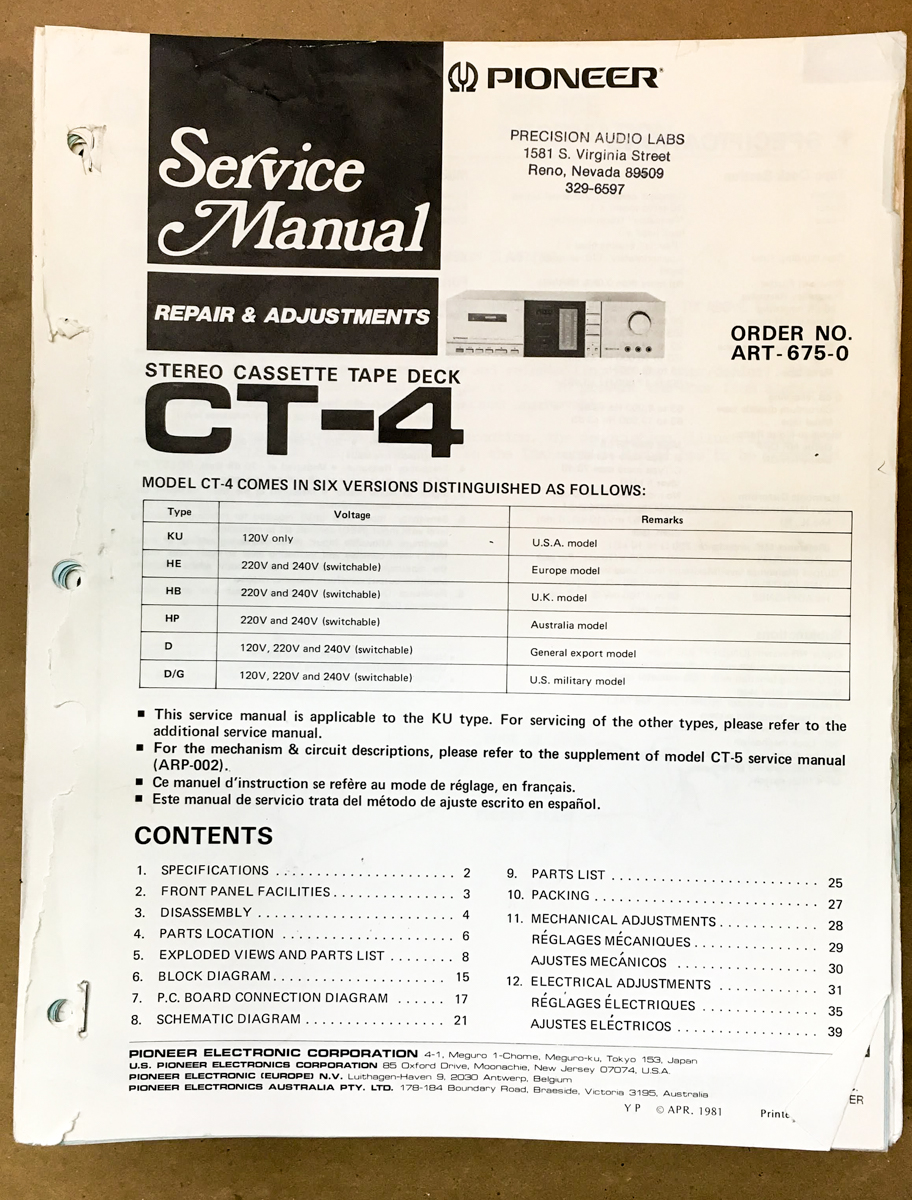 PIONEER®
Service
Manual
REPAIR & ADJUSTMENTS
PRECISION AUDIO LABS
1581 S. Virginia Street
Reno, Nevada 89509
329-6597
ORDER NO.
ART-675-0
STEREO CASSETTE TAPE DECK
CT-4
MODEL CT-4 COMES IN SIX VERSIONS DISTINGUISHED AS FOLLOWS:
Type Voltage Remarks
KU 120V only U.S.A. model
HE 220V and 240V (switchable) Europe model
HB 220V and 240V (switchable) U.K. model
HP 220V and 240V (switchable) Australia model
D 120V, 220V and 240V (switchable) General export model
D/G 120V, 220V and 240V (switchable) U.S. military model
■ This service manual is applicable to the KU type. For servicing of the other types, please refer to the
additional service manual.
■ For the mechanism & circuit descriptions, please refer to the supplement of model CT-5 service manual
(ARP-002).
■ Ce manuel d'instruction se refère au mode de réglage, en français.
■ Este manual de servicio trata del método de ajuste escrito en español.
CONTENTS
1. SPECIFICATIONS . . . . . . . . . . . . . . . . . . . . . . . 2
2. FRONT PANEL FACILITIES . . . . . . . . . . . . . . . . 3
3. DISASSEMBLY . . . . . . . . . . . . . . . . . . . . . . . . . 4
4. PARTS LOCATION . . . . . . . . . . . . . . . . . . . . . . 6
5. EXPLODED VIEWS AND PARTS LIST . . . . . . . . 8
6. BLOCK DIAGRAM . . . . . . . . . . . . . . . . . . . . . . 15
7. P.C. BOARD CONNECTION DIAGRAM . . . . . . 17
8. SCHEMATIC DIAGRAM . . . . . . . . . . . . . . . . . . 21
9. PARTS LIST . . . . . . . . . . . . . . . . . . . . . . . . . . 25
10. PACKING . . . . . . . . . . . . . . . . . . . . . . . . . . . . 27
11. MECHANICAL ADJUSTMENTS . . . . . . . . . . . . 28
RÉGLAGES MÉCANIQUES . . . . . . . . . . . . . . . . 29
AJUSTES MECÁNICOS . . . . . . . . . . . . . . . . . . 30
12. ELECTRICAL ADJUSTMENTS . . . . . . . . . . . . . 31
RÉGLAGES ÉLECTRIQUES . . . . . . . . . . . . . . . 35
AJUSTES ELÉCTRICOS . . . . . . . . . . . . . . . . . . 39
PIONEER ELECTRONIC CORPORATION 4-1, Meguro 1-Chome, Meguro-ku, Tokyo 153, Japan
U.S. PIONEER ELECTRONICS CORPORATION 85 Oxford Drive, Moonachie, New Jersey 07074, U.S.A.
PIONEER ELECTRONIC (EUROPE) N.V. Luithagen-Haven 9, 2030 Antwerp, Belgium
PIONEER ELECTRONICS AUSTRALIA PTY. LTD. 178-184 Boundary Road, Braeside, Victoria 3195, Australia
Y P © APR. 1981 Printe
ER